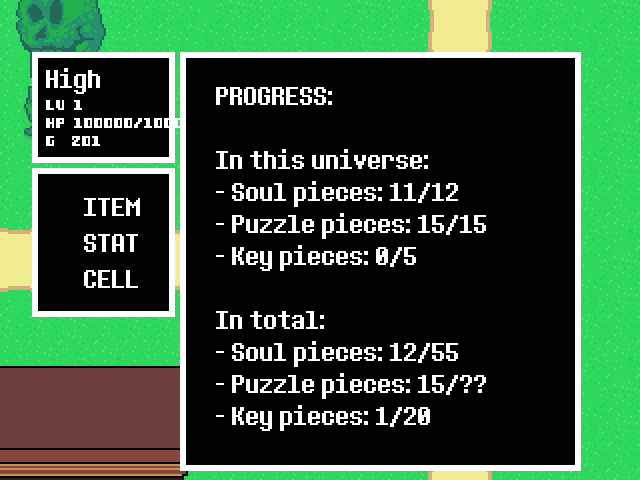 High
LV 1
HP 100000/1000
G 201
ITEM
STAT
CELL
PROGRESS:
In this universe:
- Soul pieces: 11/12
- Puzzle pieces: 15/15
- Key pieces: 0/5
In total:
- Soul pieces: 12/55
- Puzzle pieces: 15/??
- Key pieces: 1/20